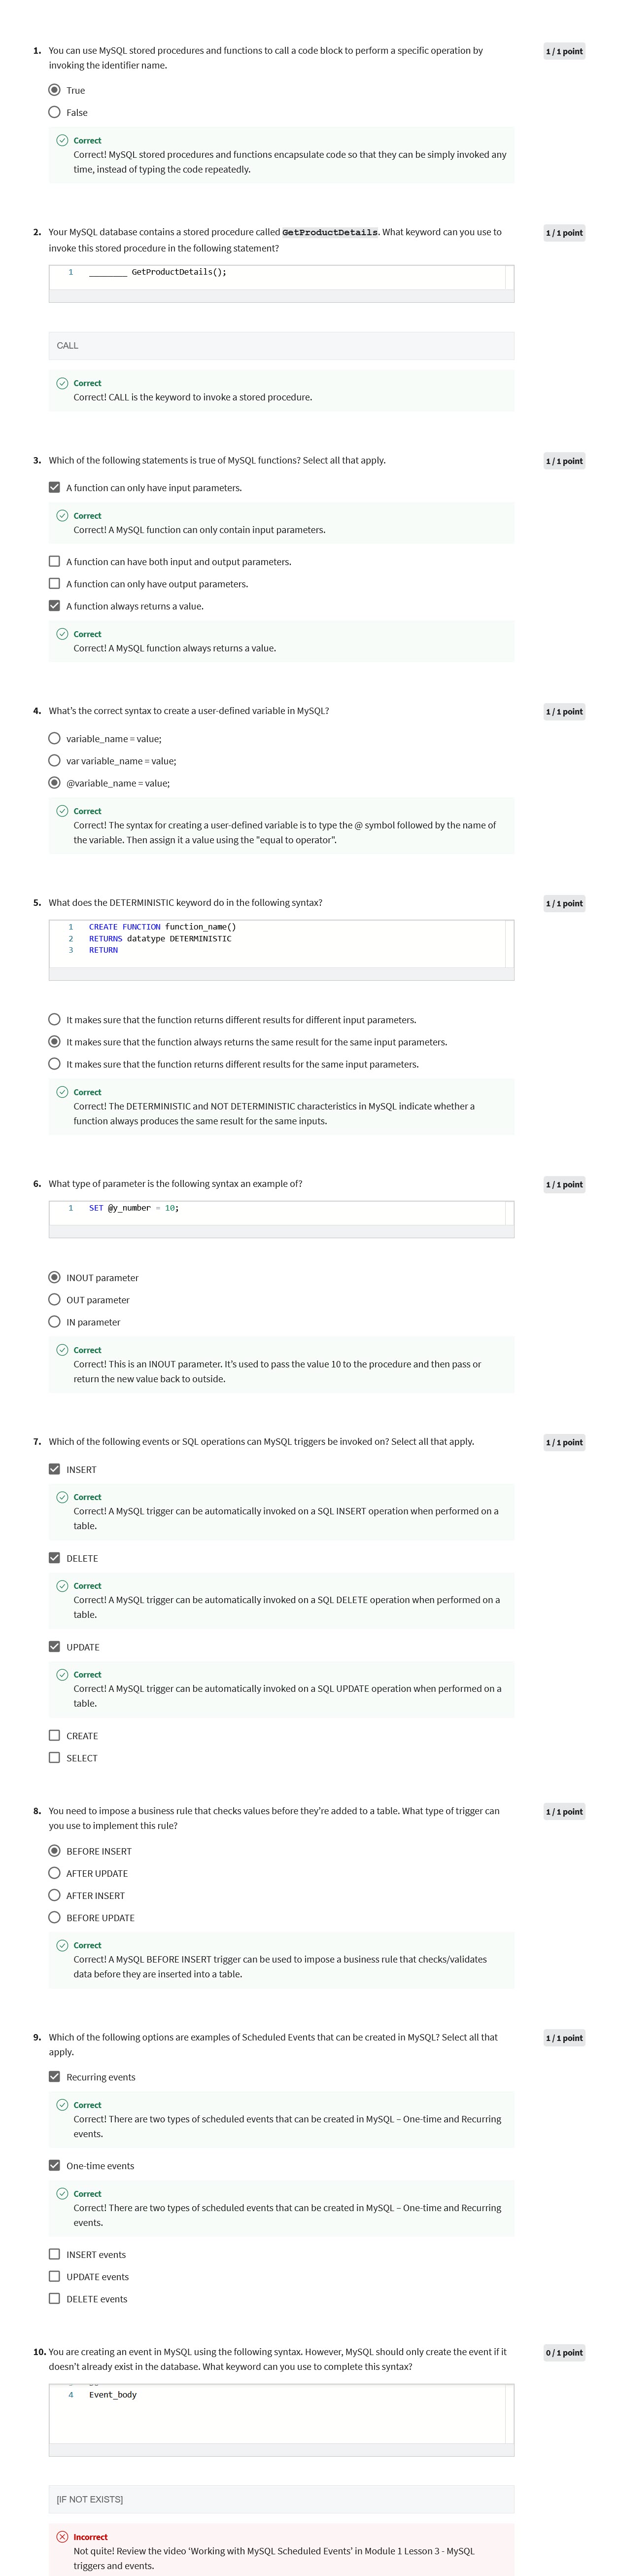 1. You can use MySQL stored procedures and functions to call a code block to perform a specific operation by
invoking the identifier name.
1 / 1 point
True
False
Correct
Correct! MySQL stored procedures and functions encapsulate code so that they can be simply invoked any
time, instead of typing the code repeatedly.
2. Your MySQL database contains a stored procedure called GetProductDetails. What keyword can you use to
invoke this stored procedure in the following statement?
1 / 1 point
1 ________ GetProductDetails();
CALL
Correct
Correct! CALL is the keyword to invoke a stored procedure.
3. Which of the following statements is true of MySQL functions? Select all that apply.
1 / 1 point
A function can only have input parameters.
Correct
Correct! A MySQL function can only contain input parameters.
A function can have both input and output parameters.
A function can only have output parameters.
A function always returns a value.
Correct
Correct! A MySQL function always returns a value.
4. What's the correct syntax to create a user-defined variable in MySQL?
1 / 1 point
variable_name = value;
var variable_name = value;
@variable_name = value;
Correct
Correct! The syntax for creating a user-defined variable is to type the @ symbol followed by the name of
the variable. Then assign it a value using the "equal to operator".
5. What does the DETERMINISTIC keyword do in the following syntax?
1 / 1 point
1 CREATE FUNCTION function_name()
2 RETURNS datatype DETERMINISTIC
3 RETURN
It makes sure that the function returns different results for different input parameters.
It makes sure that the function always returns the same result for the same input parameters.
It makes sure that the function returns different results for the same input parameters.
Correct
Correct! The DETERMINISTIC and NOT DETERMINISTIC characteristics in MySQL indicate whether a
function always produces the same result for the same inputs.
6. What type of parameter is the following syntax an example of?
1 / 1 point
1 SET @y_number = 10;
INOUT parameter
OUT parameter
IN parameter
Correct
Correct! This is an INOUT parameter. It's used to pass the value 10 to the procedure and then pass or
return the new value back to outside.
7. Which of the following events or SQL operations can MySQL triggers be invoked on? Select all that apply.
1 / 1 point
INSERT
Correct
Correct! A MySQL trigger can be automatically invoked on a SQL INSERT operation when performed on a
table.
DELETE
Correct
Correct! A MySQL trigger can be automatically invoked on a SQL DELETE operation when performed on a
table.
UPDATE
Correct
Correct! A MySQL trigger can be automatically invoked on a SQL UPDATE operation when performed on a
table.
CREATE
SELECT
8. You need to impose a business rule that checks values before they're added to a table. What type of trigger can
you use to implement this rule?
1 / 1 point
BEFORE INSERT
AFTER UPDATE
AFTER INSERT
BEFORE UPDATE
Correct
Correct! A MySQL BEFORE INSERT trigger can be used to impose a business rule that checks/validates
data before they are inserted into a table.
9. Which of the following options are examples of Scheduled Events that can be created in MySQL? Select all that
apply.
1 / 1 point
Recurring events
Correct
Correct! There are two types of scheduled events that can be created in MySQL – One-time and Recurring
events.
One-time events
Correct
Correct! There are two types of scheduled events that can be created in MySQL – One-time and Recurring
events.
INSERT events
UPDATE events
DELETE events
10. You are creating an event in MySQL using the following syntax. However, MySQL should only create the event if it
doesn't already exist in the database. What keyword can you use to complete this syntax?
0 / 1 point
4 Event_body
[IF NOT EXISTS]
Incorrect
Not quite! Review the video 'Working with MySQL Scheduled Events' in Module 1 Lesson 3 - MySQL
triggers and events.